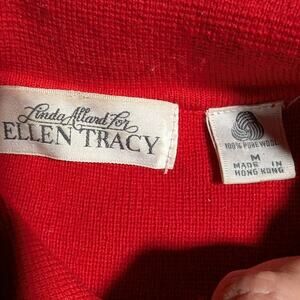 Linda Allard for
ELLEN TRACY
100% PURE WOOL
M
MADE IN
HONG KONG